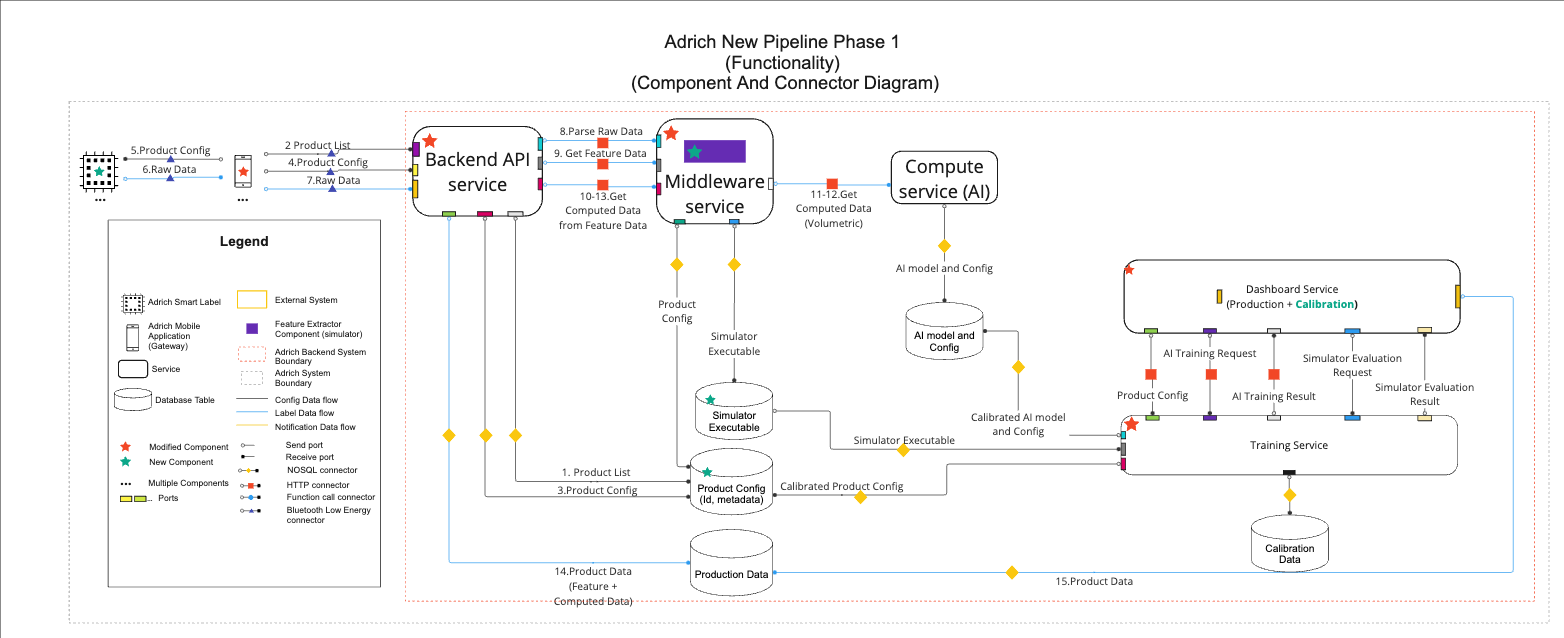 Adrich New Pipeline Phase 1
(Functionality)
(Component And Connector Diagram)
5.Product Config
6.Raw Data
2 Product List
4.Product Config
7.Raw Data
Backend API
service
8.Parse Raw Data
9. Get Feature Data
10-13.Get
Computed Data
from Feature Data
Middleware
service
11-12.Get
Computed Data
(Volumetric)
Compute
service (AI)
AI model and Config
AI model and
Config
Product
Config
Simulator
Executable
Simulator
Executable
Product Config
(Id, metadata)
Production Data
1. Product List
3.Product Config
14.Product Data
(Feature +
Computed Data)
15.Product Data
Simulator Executable
Calibrated Product Config
Calibrated AI model
and Config
Dashboard Service
(Production + Calibration)
AI Training Request
Product Config
AI Training Result
Simulator Evaluation
Request
Simulator Evaluation
Result
Training Service
Calibration
Data
Legend
Adrich Smart Label
Adrich Mobile
Application
(Gateway)
Service
Database Table
Modified Component
New Component
Multiple Components
... Ports
External System
Feature Extractor
Component (simulator)
Adrich Backend System
Boundary
Adrich System
Boundary
Config Data flow
Label Data flow
Notification Data flow
Send port
Receive port
NOSQL connector
HTTP connector
Function call connector
Bluetooth Low Energy
connector